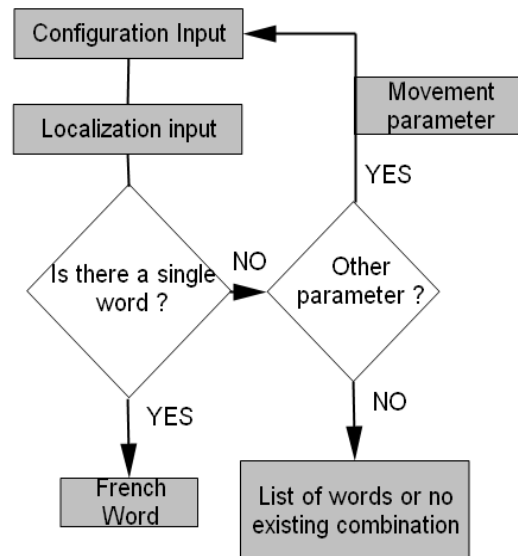 Configuration Input
Movement
parameter
Localization input
YES
Is there a single
word ?
NO
Other
parameter ?
YES
NO
French
Word
List of words or no
existing combination